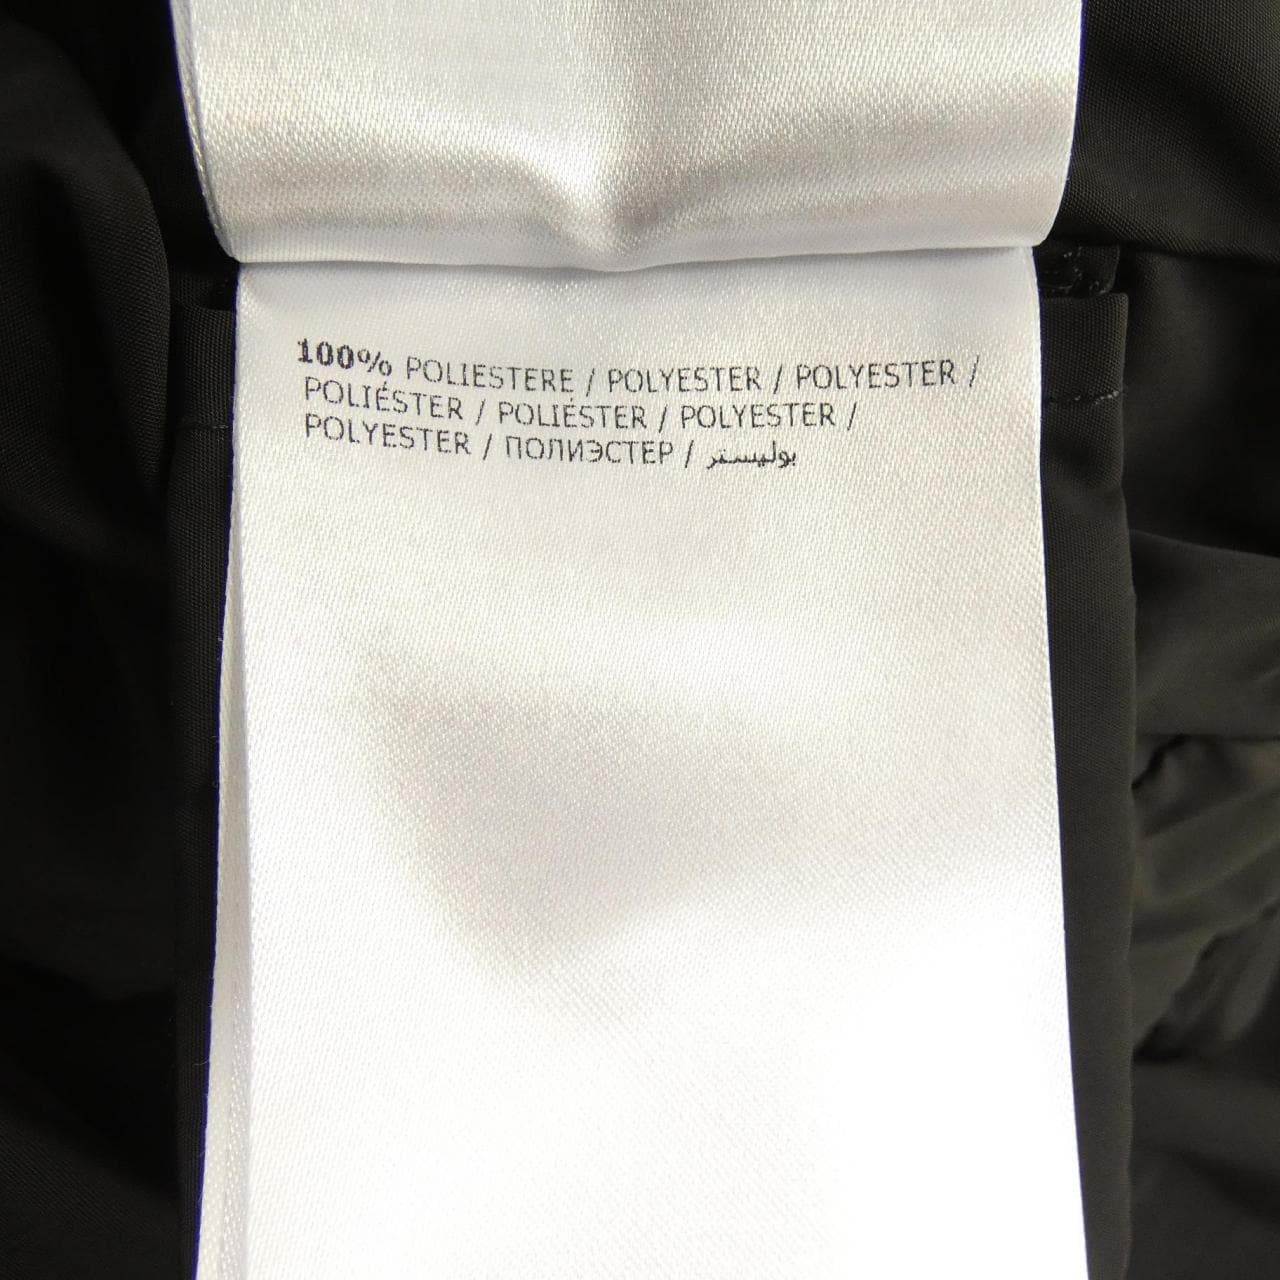 100% POLIESTERE / POLYESTER / POLYESTER /
POLIÉSTER / POLIÉSTER / POLYESTER /
POLYESTER / ПОЛИЭСТЕР / بوليستر